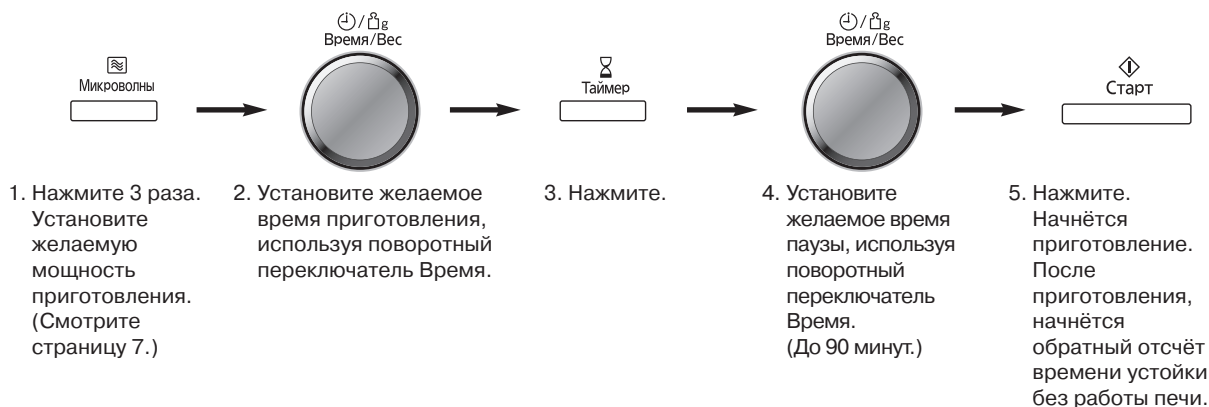 g
Время/Вес
g
Время/Вес
Микроволны
Таймер
Старт
1. Нажмите 3 раза.
Установите
желаемую
мощность
приготовления.
(Смотрите
страницу 7.)
2. Установите желаемое
время приготовления,
используя поворотный
переключатель Время.
3. Нажмите.
4. Установите
желаемое время
паузы, используя
поворотный
переключатель
Время.
(До 90 минут.)
5. Нажмите.
Начнётся
приготовление.
После
приготовления,
начнётся
обратный отсчёт
времени устойки
без работы печи.